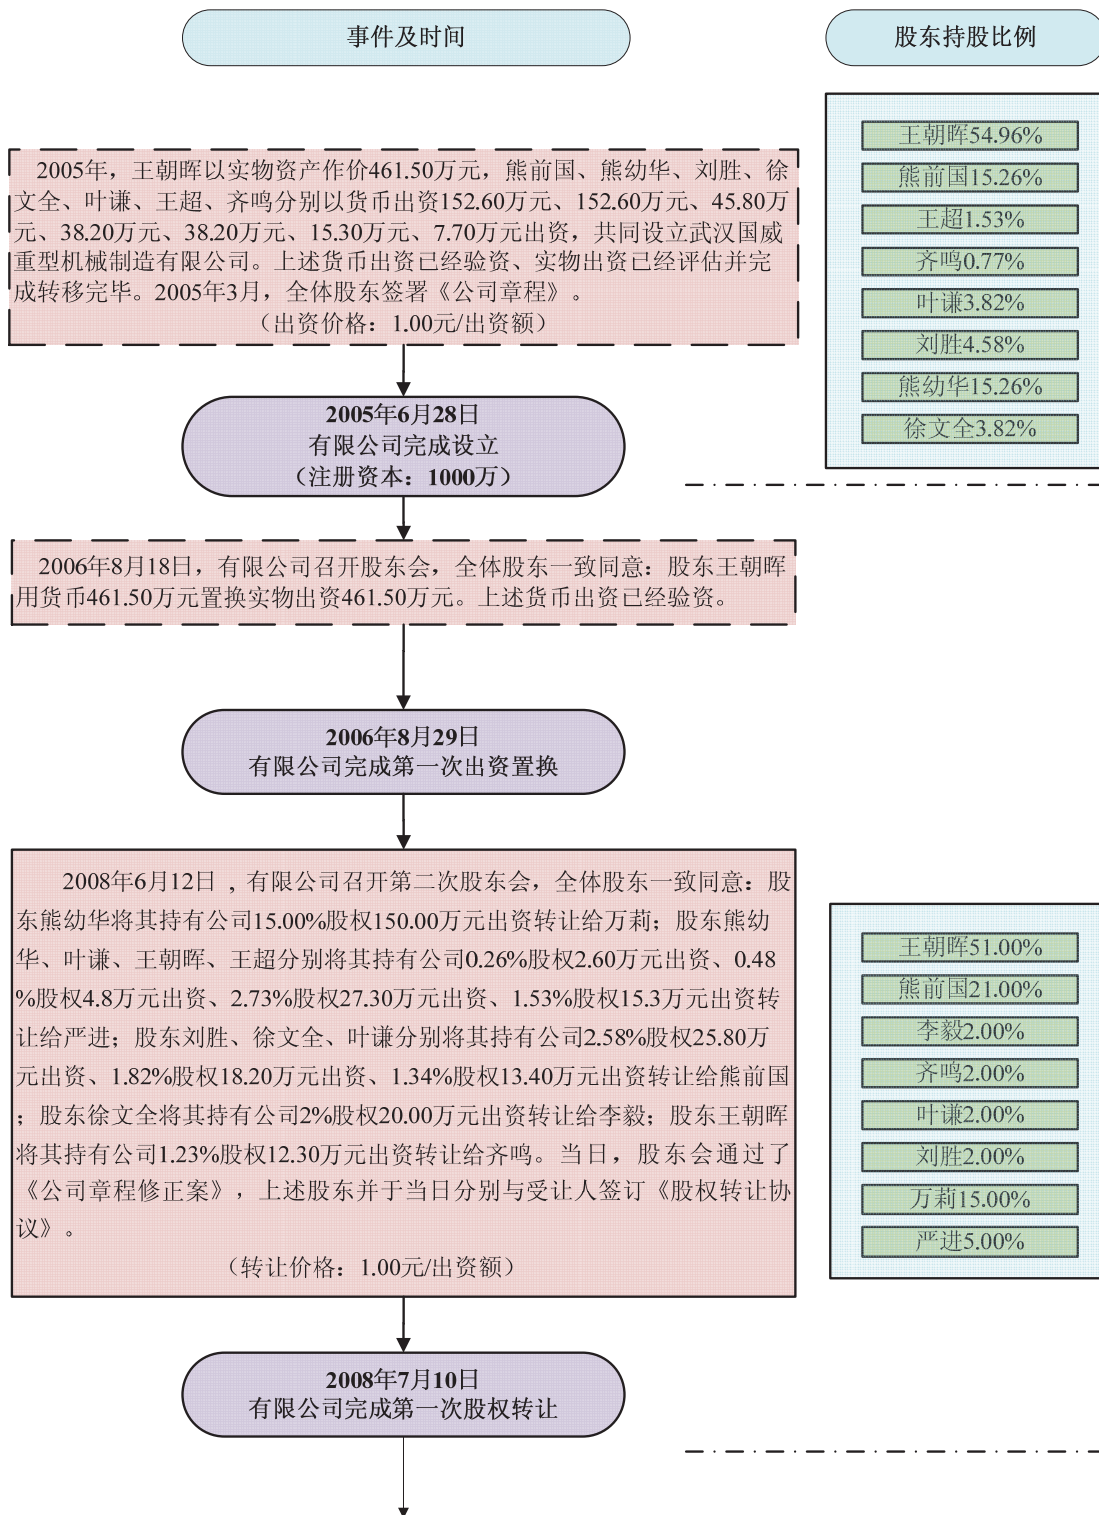 事件及时间
股东持股比例
2005年，王朝晖以实物资产作价461.50万元，熊前国、熊幼华、刘胜、徐
文全、叶谦、王超、齐鸣分别以货币出资152.60万元、152.60万元、45.80万
元、38.20万元、38.20万元、15.30万元、7.70万元出资，共同设立武汉国威
重型机械制造有限公司。上述货币出资已经验资、实物出资已经评估并完
成转移完毕。2005年3月，全体股东签署《公司章程》。
（出资价格：1.00元/出资额）
王朝晖54.96%
熊前国15.26%
王超1.53%
齐鸣0.77%
叶谦3.82%
刘胜4.58%
熊幼华15.26%
徐文全3.82%
2005年6月28日
有限公司完成设立
（注册资本：1000万）
2006年8月18日，有限公司召开股东会，全体股东一致同意：股东王朝晖
用货币461.50万元置换实物出资461.50万元。上述货币出资已经验资。
2006年8月29日
有限公司完成第一次出资置换
2008年6月12日，有限公司召开第二次股东会，全体股东一致同意：股
东熊幼华将其持有公司15.00%股权150.00万元出资转让给万莉；股东熊幼
华、叶谦、王朝晖、王超分别将其持有公司0.26%股权2.60万元出资、0.48
%股权4.8万元出资、2.73%股权27.30万元出资、1.53%股权15.3万元出资转
让给严进；股东刘胜、徐文全、叶谦分别将其持有公司2.58%股权25.80万
元出资、1.82%股权18.20万元出资、1.34%股权13.40万元出资转让给熊前国
；股东徐文全将其持有公司2%股权20.00万元出资转让给李毅；股东王朝晖
将其持有公司1.23%股权12.30万元出资转让给齐鸣。当日，股东会通过了
《公司章程修正案》，上述股东并于当日分别与受让人签订《股权转让协
议》。
（转让价格：1.00元/出资额）
王朝晖51.00%
熊前国21.00%
李毅2.00%
齐鸣2.00%
叶谦2.00%
刘胜2.00%
万莉15.00%
严进5.00%
2008年7月10日
有限公司完成第一次股权转让